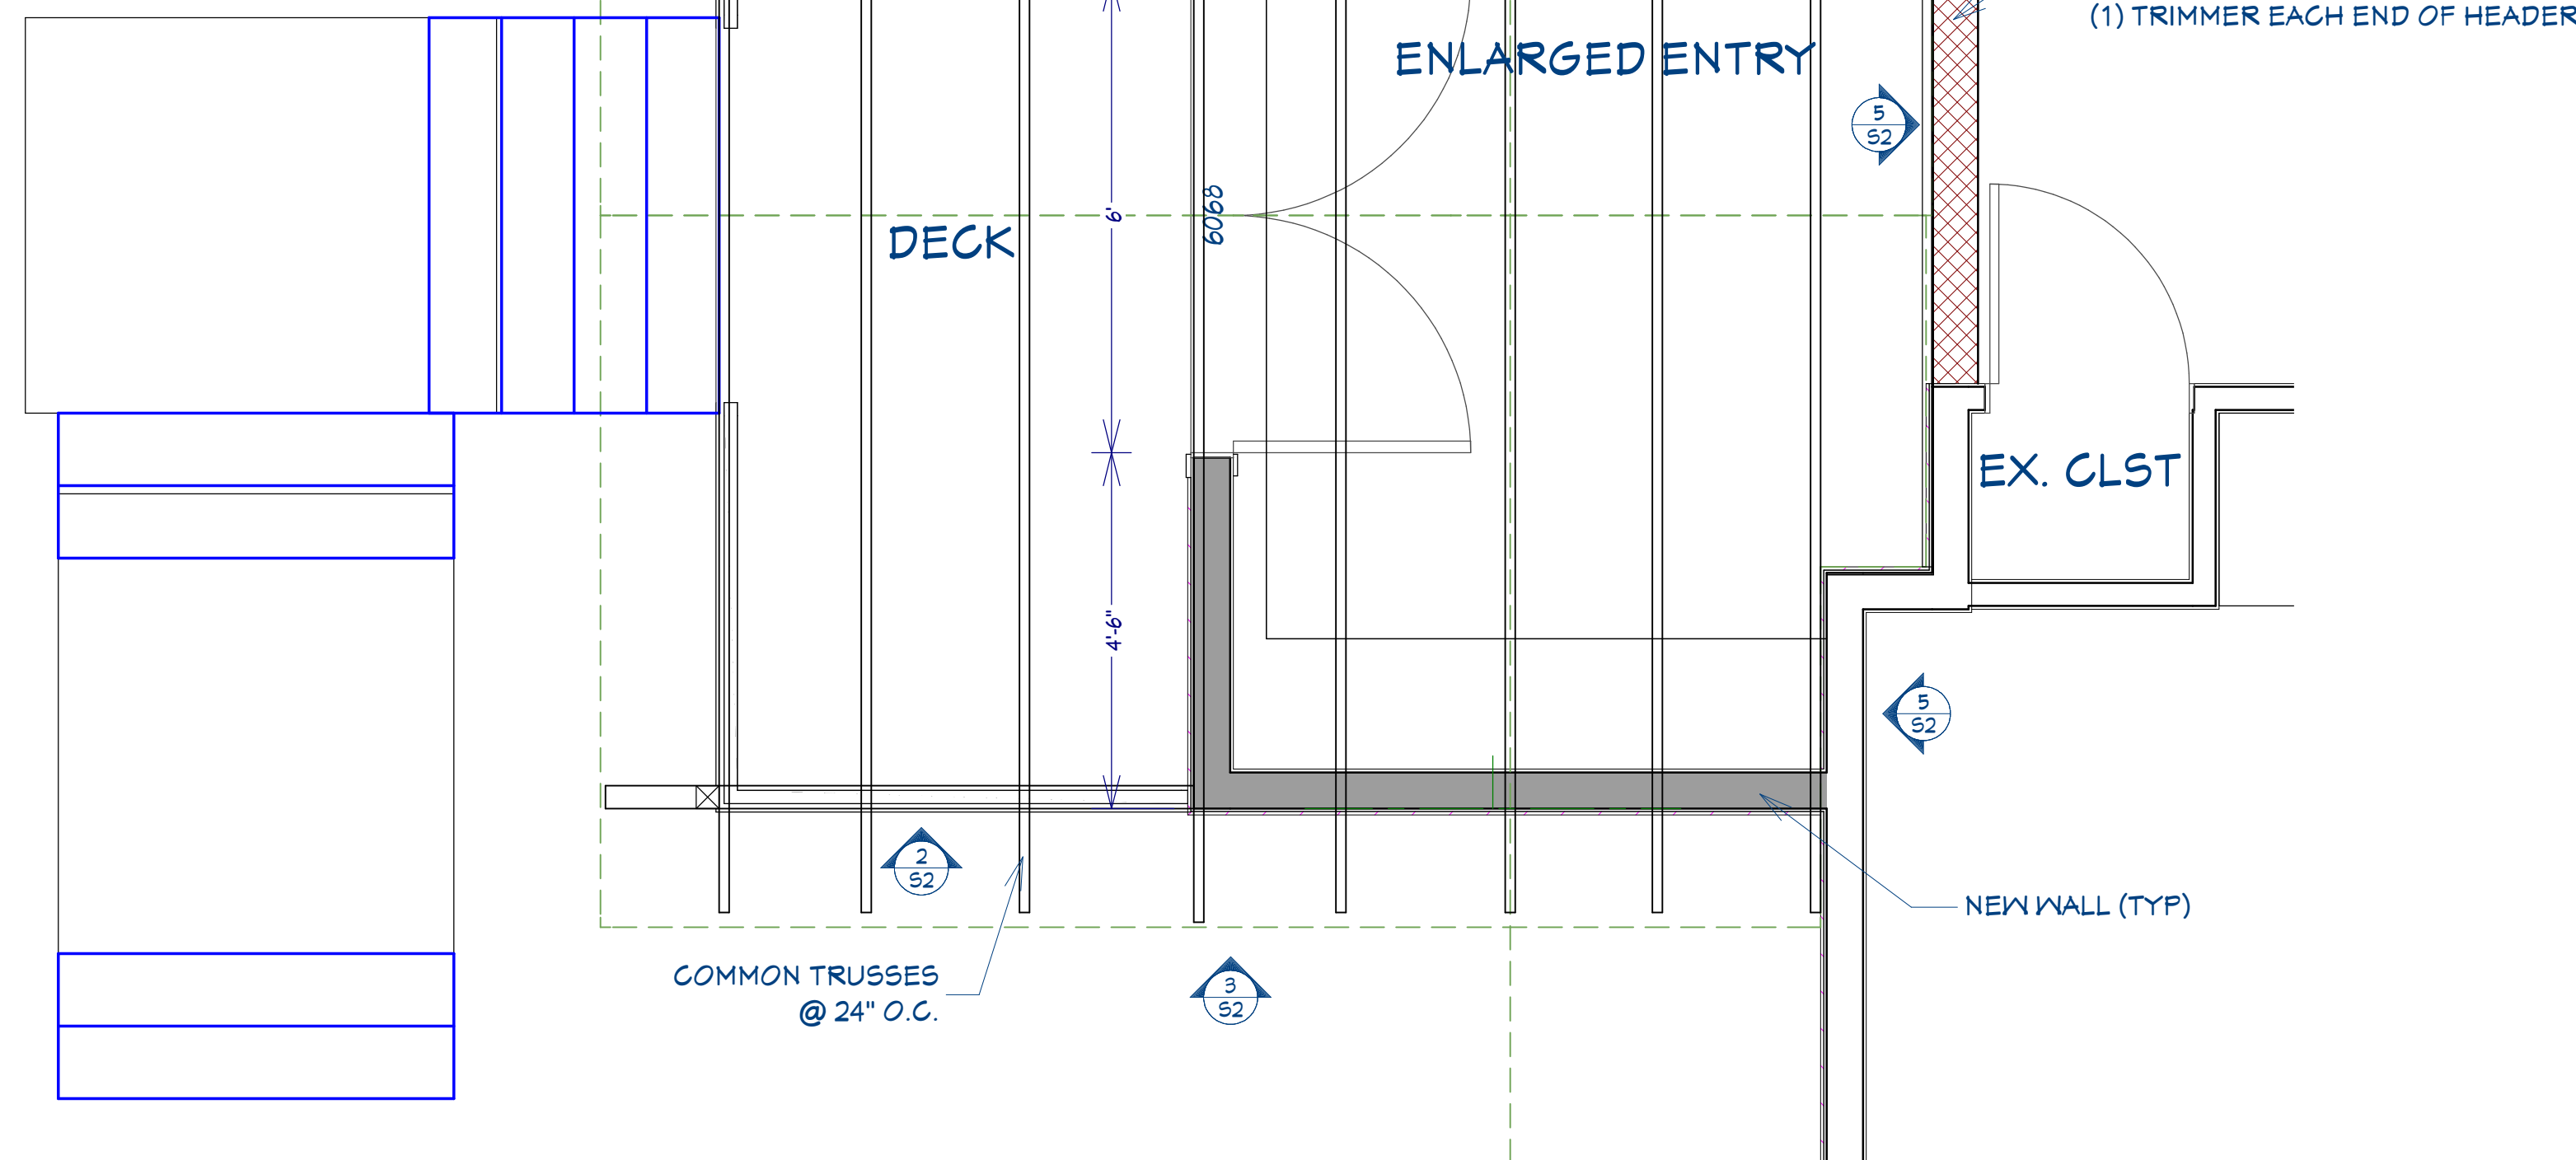 (1) TRIMMER EACH END OF HEADER
ENLARGED ENTRY
5
S2
6'
6068
DECK
EX. CLST
4'-6"
5
S2
2
S2
NEW WALL (TYP)
COMMON TRUSSES
@ 24" O.C.
3
S2